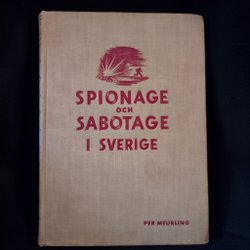 SPIONAGE
OCH
SABOTAGE
I SVERIGE
PER MEURLING